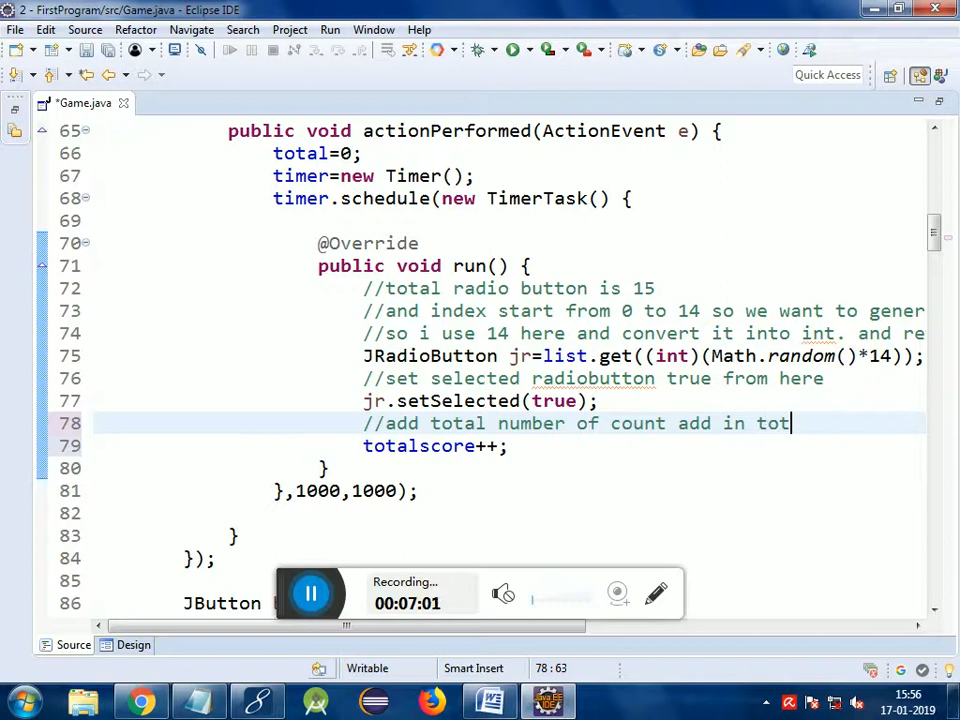 2 - FirstProgram/src/Game.java - Eclipse IDE
File Edit Source Refactor Navigate Search Project Run Window Help
Quick Access
*Game.java
65 public void actionPerformed(ActionEvent e) {
66 total=0;
67 timer=new Timer();
68 timer.schedule(new TimerTask() {
69
70 @Override
71 public void run() {
72 //total radio button is 15
73 //and index start from 0 to 14 so we want to gener
74 //so i use 14 here and convert it into int. and re
75 JRadioButton jr=list.get((int)(Math.random()*14));
76 //set selected radiobutton true from here
77 jr.setSelected(true);
78 //add total number of count add in tot
79 totalscore++;
80 }
81 },1000,1000);
82
83 }
84 });
85
86 JButton
Recording...
00:07:01
Source Design
Writable Smart Insert 78 : 63
15:56
17-01-2019